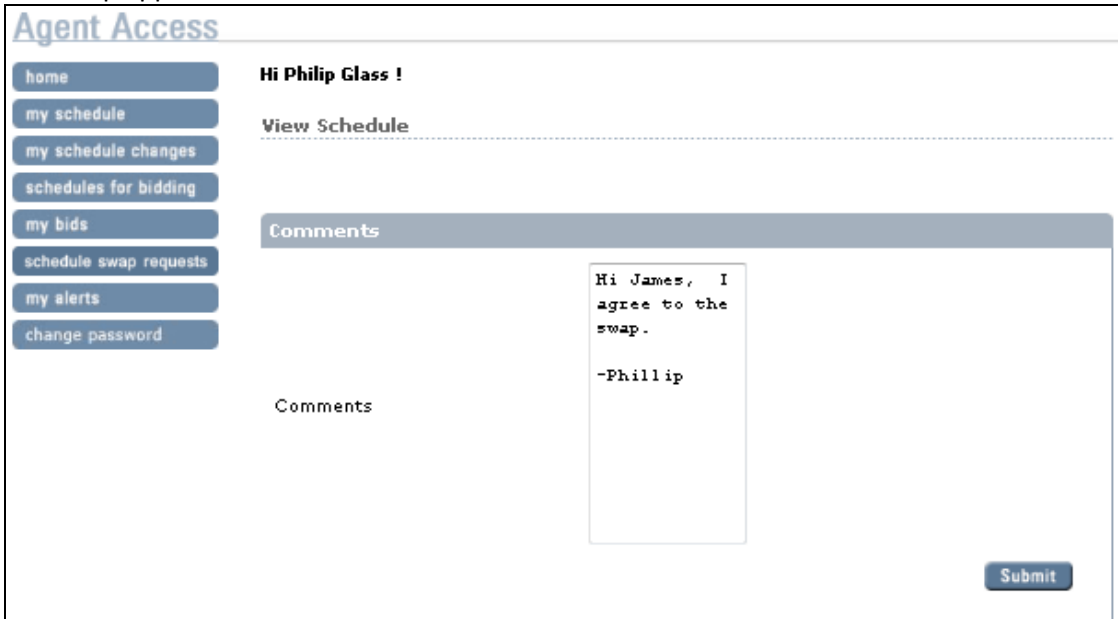 Agent Access
home
my schedule
my schedule changes
schedules for bidding
my bids
schedule swap requests
my alerts
change password
Hi Philip Glass !
View Schedule
Comments
Comments
Hi James, I
agree to the
swap.
-Phillip
Submit